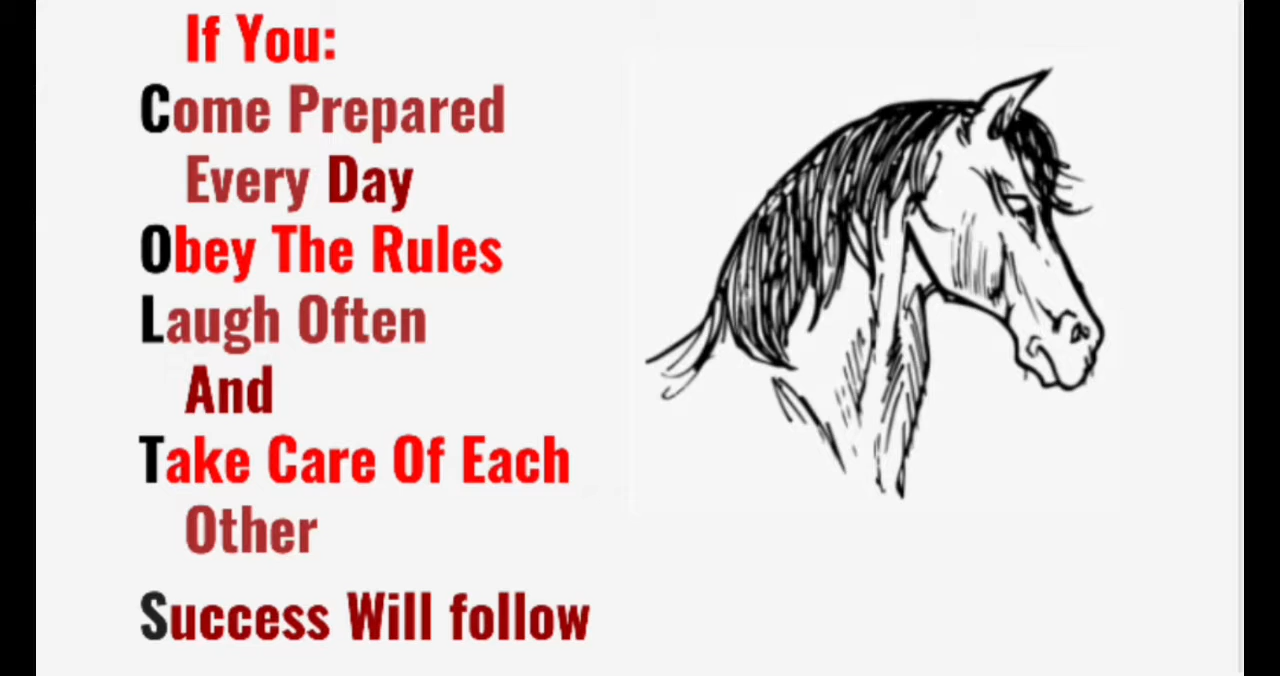 If You:
Come Prepared
Every Day
Obey The Rules
Laugh Often
And
Take Care Of Each
Other
Success Will follow